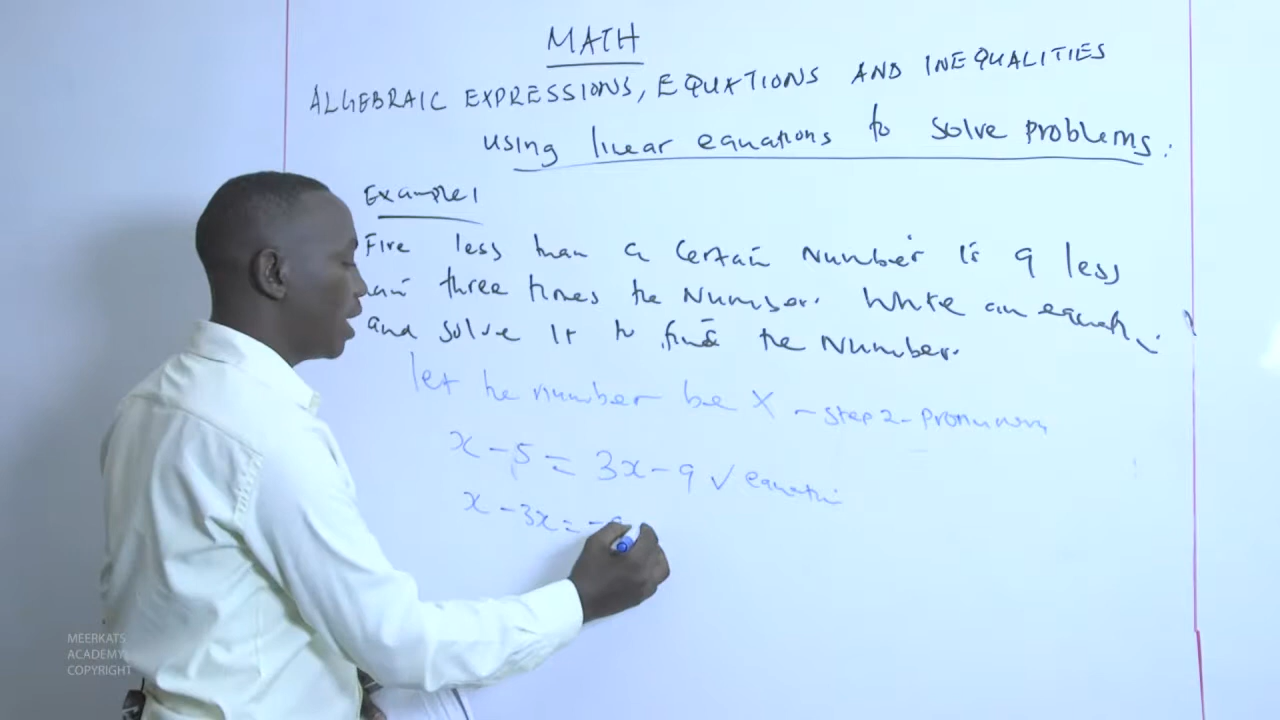 MATH
ALGEBRAIC EXPRESSIONS, EQUATIONS AND INEQUALITIES
using linear equations to solve problems.
Example 1
Five less than a certain Number is 9 less
than three times the Number. Write an equation
and solve it to find the Number.
let the number be x - step 2 -
x - 5 = 3x - 9 ✓ equation
x - 3x = -
MEERKATS
ACADEMY
COPYRIGHT